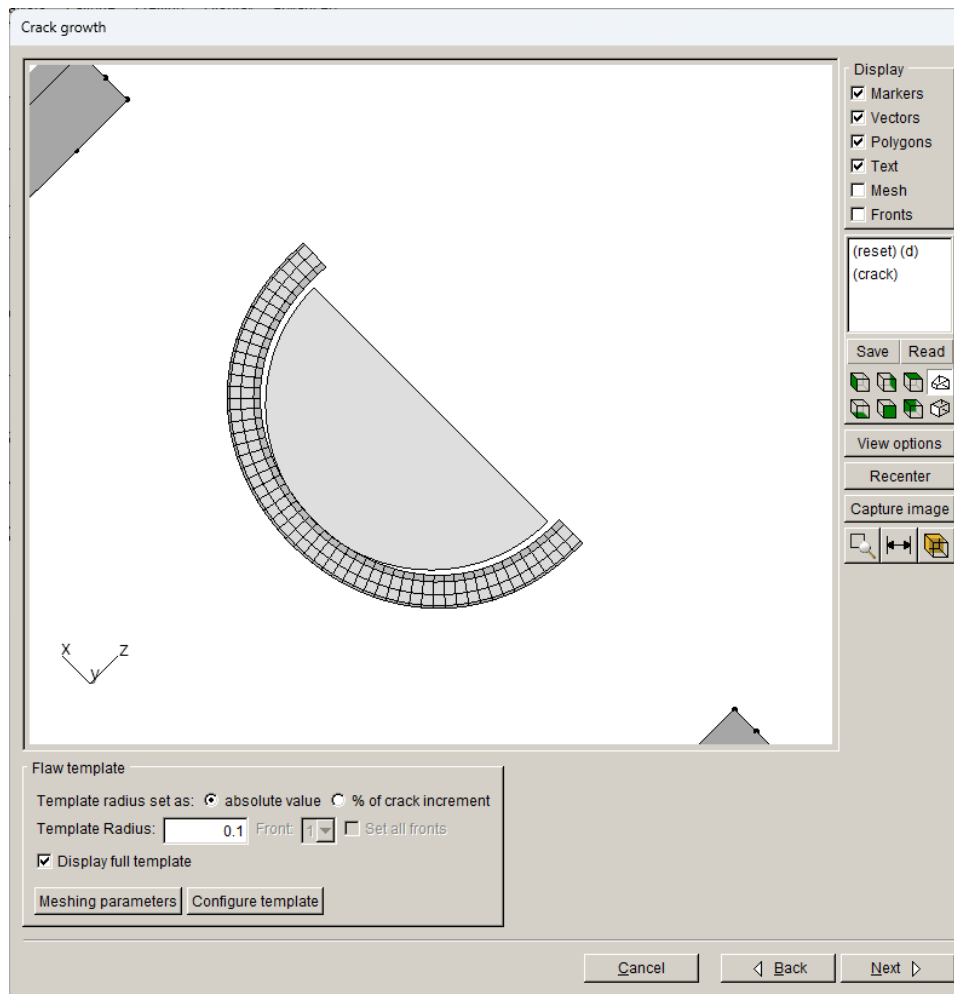 Crack growth
Display
Markers
Vectors
Polygons
Text
Mesh
Fronts
(reset) (d)
(crack)
Save Read
View options
Recenter
Capture image
X Z
y
Flaw template
Template radius set as: absolute value % of crack increment
Template Radius: 0.1 Front: 1 Set all fronts
Display full template
Meshing parameters Configure template
Cancel Back Next